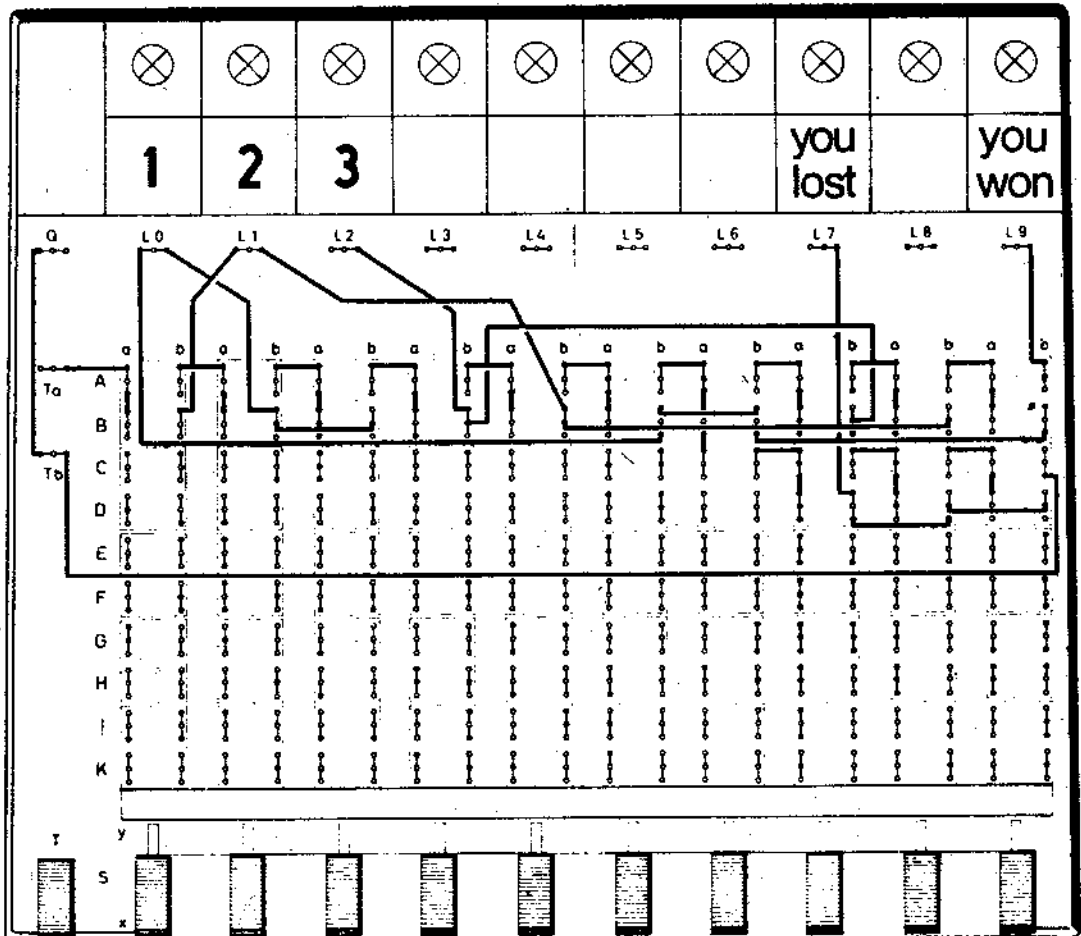 1 2 3 you lost you won
Q L0 L1 L2 L3 L4 L5 L6 L7 L8 L9
a b a b a b a b a b a b a b a b a b a b
Ta A
B
Tb C
D
E
F
G
H
I
K
T y
S
x